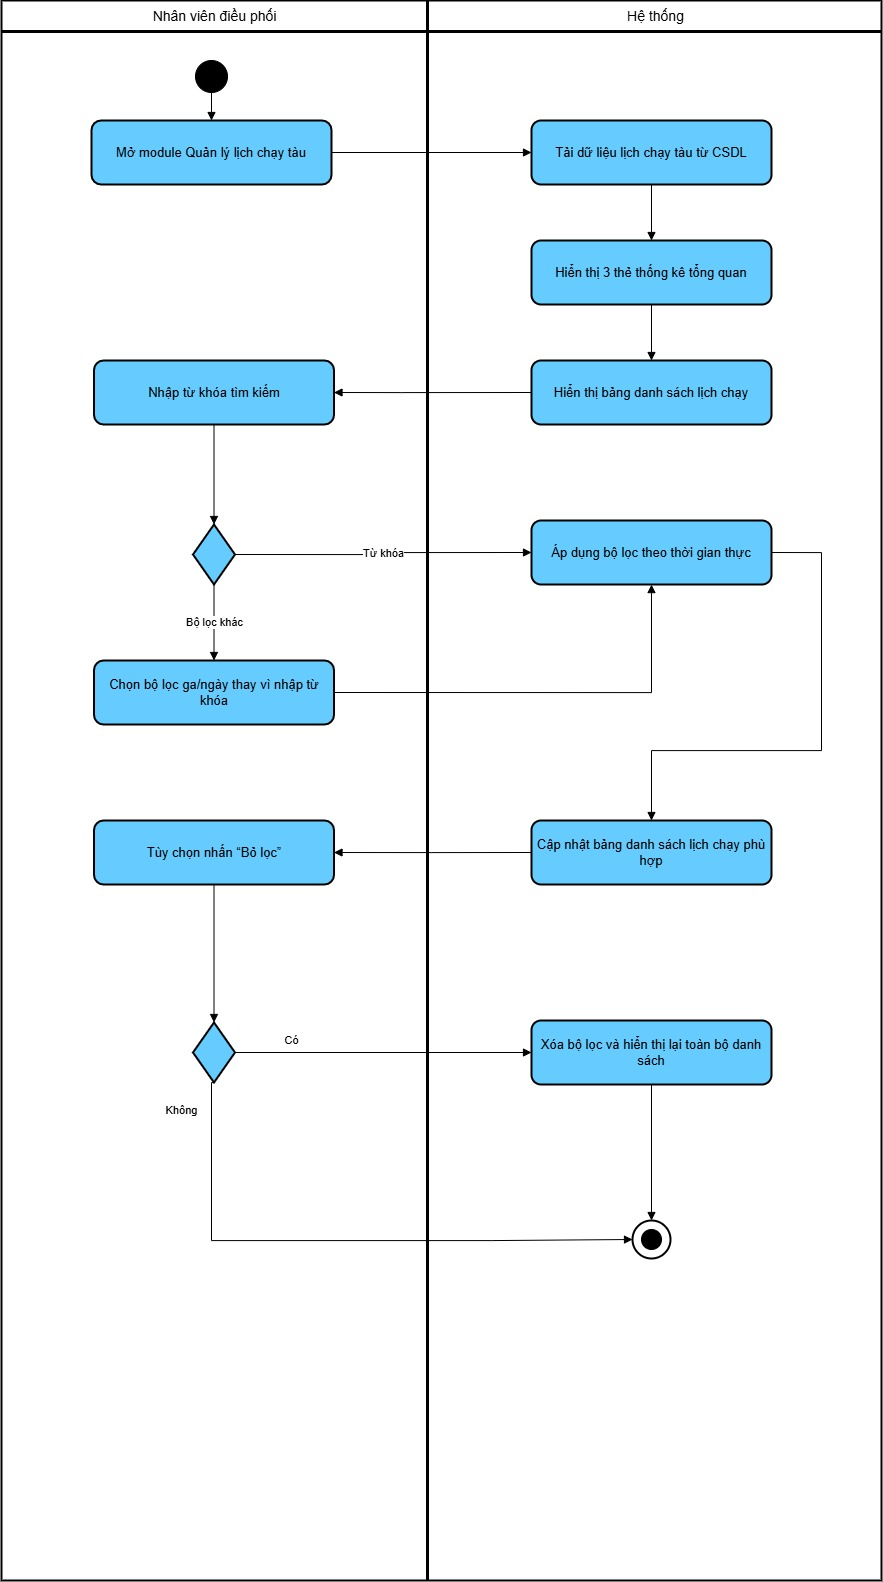 Nhân viên điều phối
Hệ thống
Mở module Quản lý lịch chạy tàu
Tải dữ liệu lịch chạy tàu từ CSDL
Hiển thị 3 thẻ thống kê tổng quan
Nhập từ khóa tìm kiếm
Hiển thị bảng danh sách lịch chạy
Từ khóa
Áp dụng bộ lọc theo thời gian thực
Bộ lọc khác
Chọn bộ lọc ga/ngày thay vì nhập từ
khóa
Tùy chọn nhấn “Bỏ lọc”
Cập nhật bảng danh sách lịch chạy phù
hợp
Có
Xóa bộ lọc và hiển thị lại toàn bộ danh
sách
Không